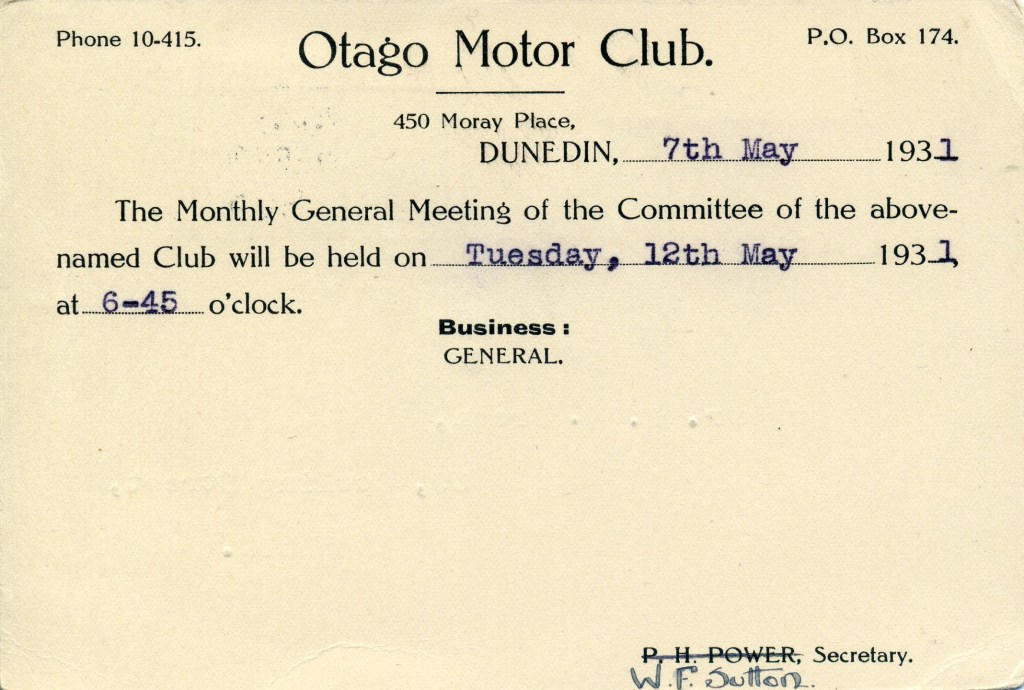 Phone 10-415.
Otago Motor Club.
P.O. Box 174.
450 Moray Place,
DUNEDIN, 7th May 1931
The Monthly General Meeting of the Committee of the above-
named Club will be held on Tuesday, 12th May 1931,
at 6-45 o'clock.
Business :
GENERAL.
P. H. POWER, Secretary.
W.F. Sutton.